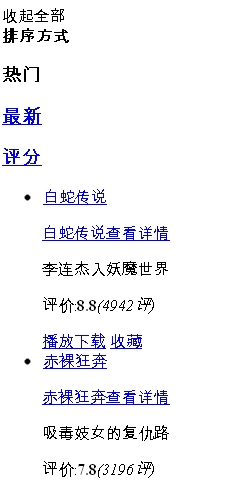 收起全部
排序方式
热门
最新
评分
白蛇传说
白蛇传说查看详情
李连杰入妖魔世界
评价:8.8(4942 评)
播放下载 收藏
赤裸狂奔
赤裸狂奔查看详情
吸毒妓女的复仇路
评价:7.8(3196 评)